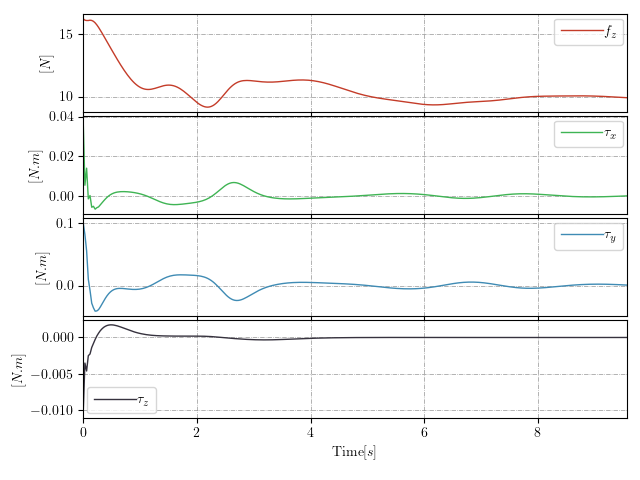 15
10
[N]
f_z
0.04
0.02
0.00
[N.m]
τ_x
0.1
0.0
[N.m]
τ_y
0.000
−0.005
−0.010
[N.m]
τ_z
0 2 4 6 8
Time[s]